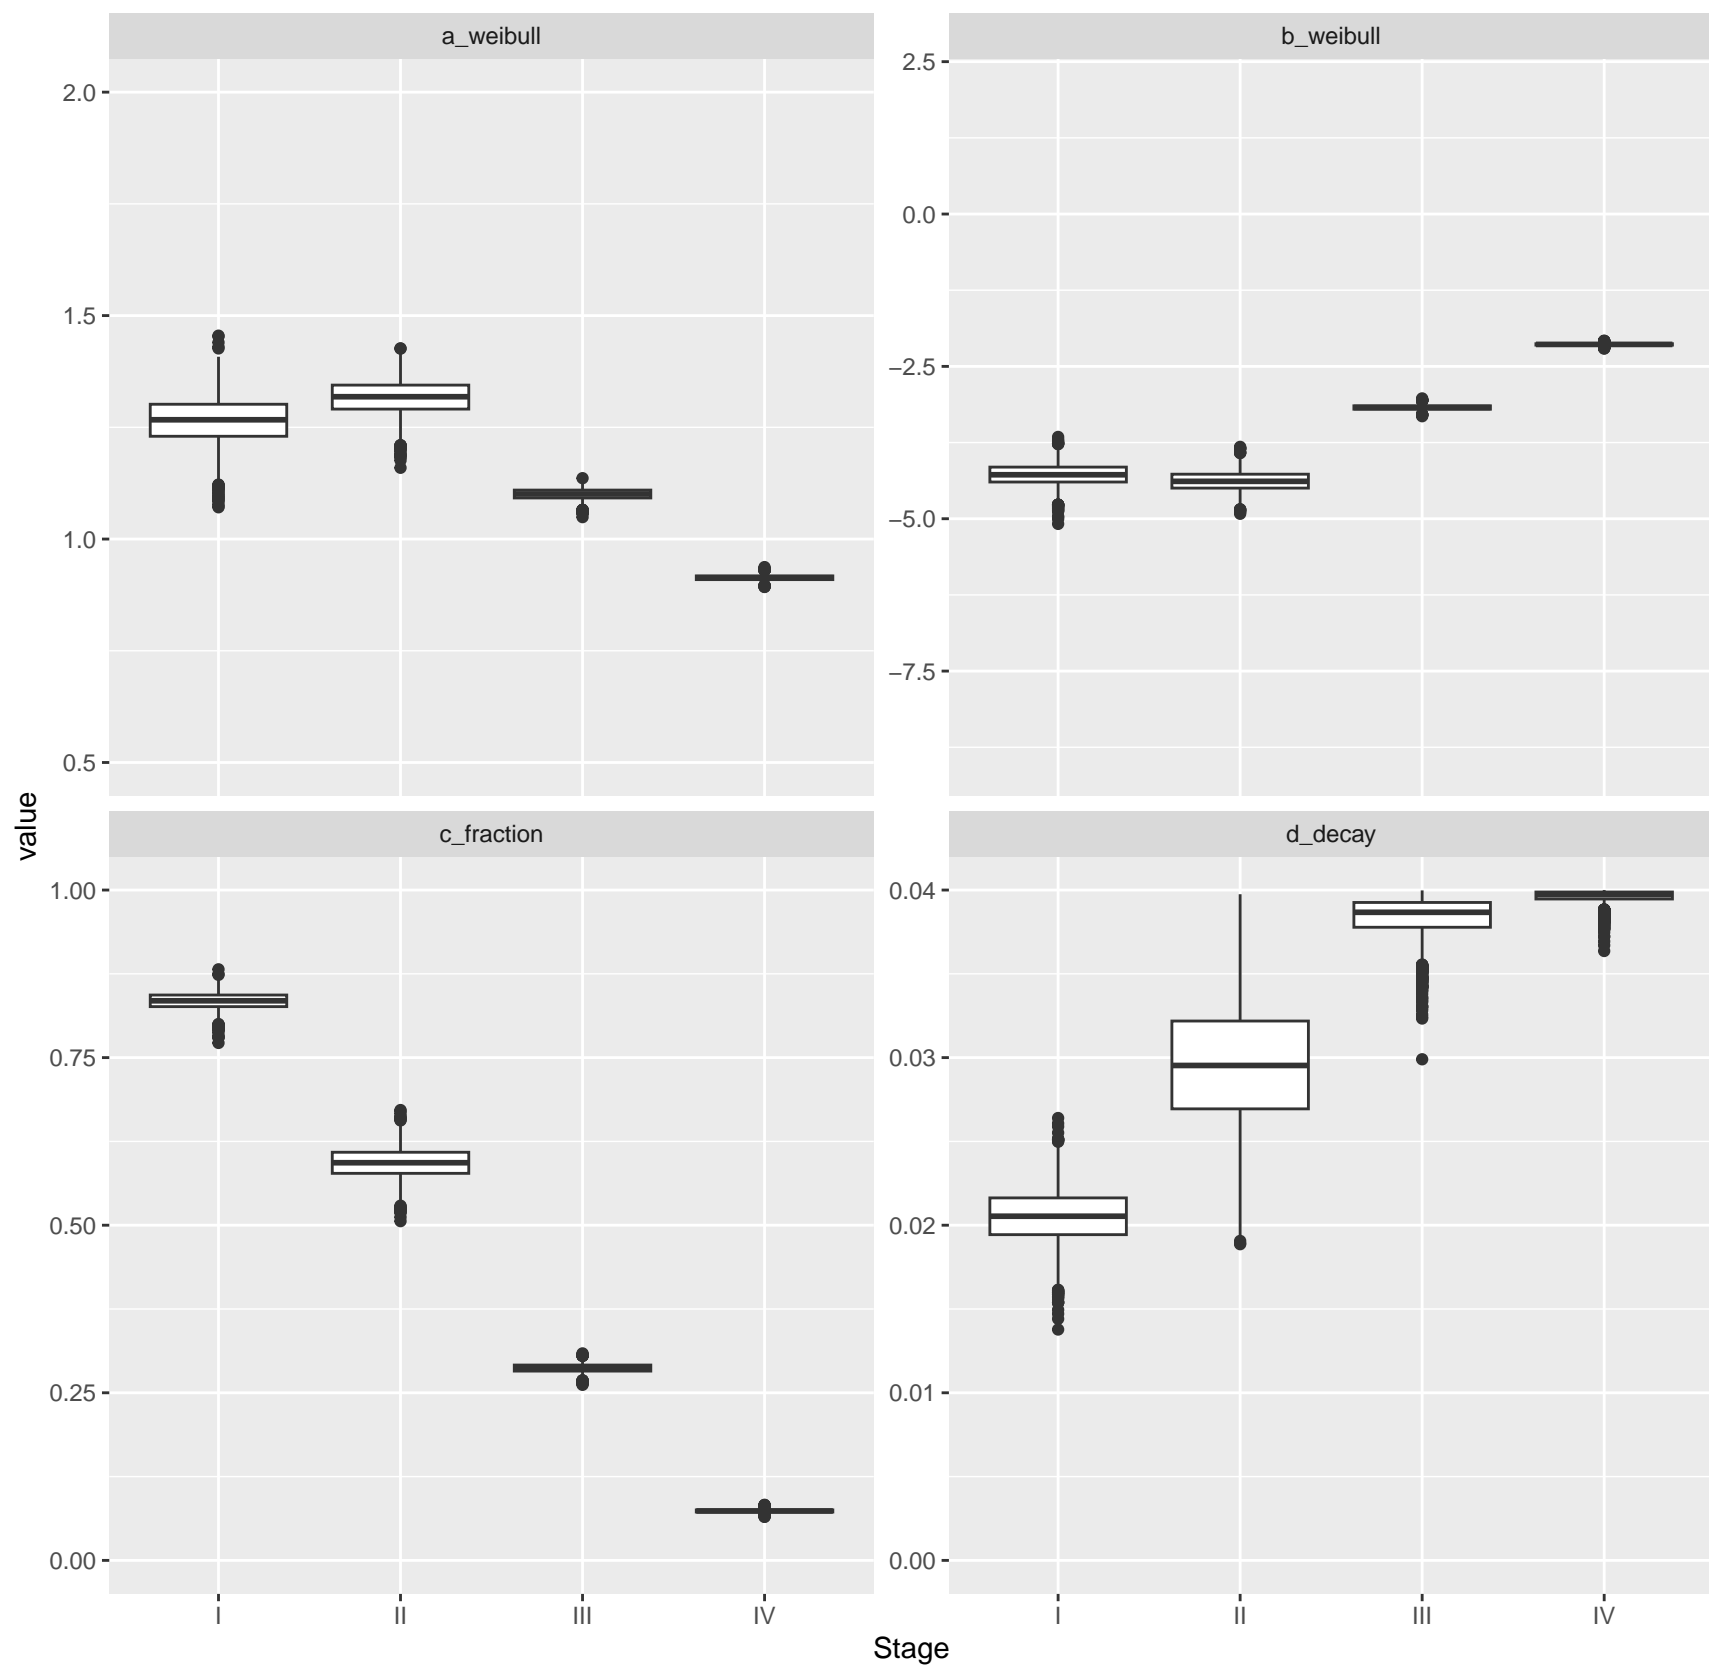 a_weibull
b_weibull
2.0
1.5
1.0
0.5
2.5
0.0
−2.5
−5.0
−7.5
value
c_fraction
d_decay
1.00
0.75
0.50
0.25
0.00
0.04
0.03
0.02
0.01
0.00
I II III IV
I II III IV
Stage